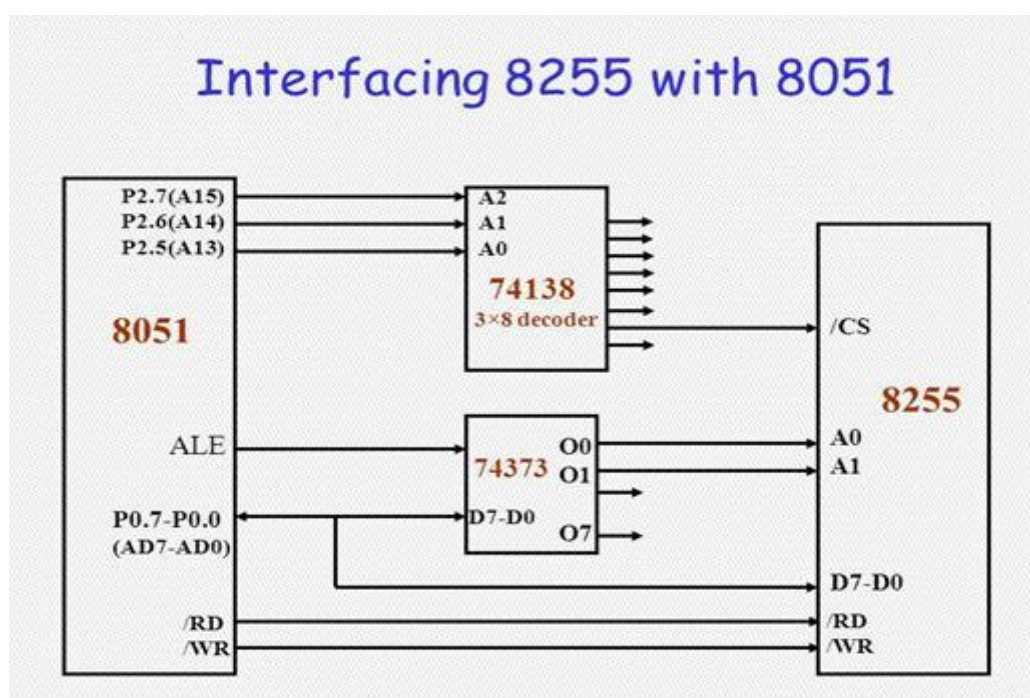 Interfacing 8255 with 8051
P2.7(A15)
P2.6(A14)
P2.5(A13)
8051
ALE
P0.7-P0.0
(AD7-AD0)
/RD
/WR
A2
A1
A0
74138
3×8 decoder
74373
O0
O1
D7-D0
O7
/CS
8255
A0
A1
D7-D0
/RD
/WR